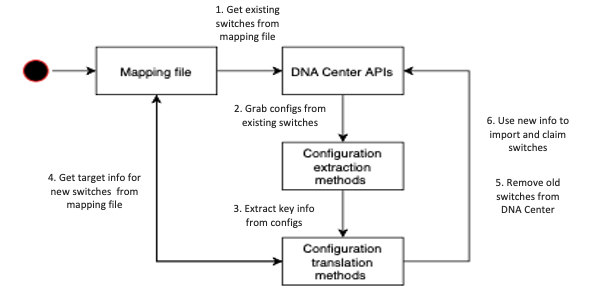 1. Get existing
switches from
mapping file
Mapping file
DNA Center APIs
2. Grab configs from
existing switches
Configuration
extraction
methods
3. Extract key info
from configs
Configuration
translation
methods
4. Get target info for
new switches from
mapping file
6. Use new info to
import and claim
switches
5. Remove old
switches from
DNA Center